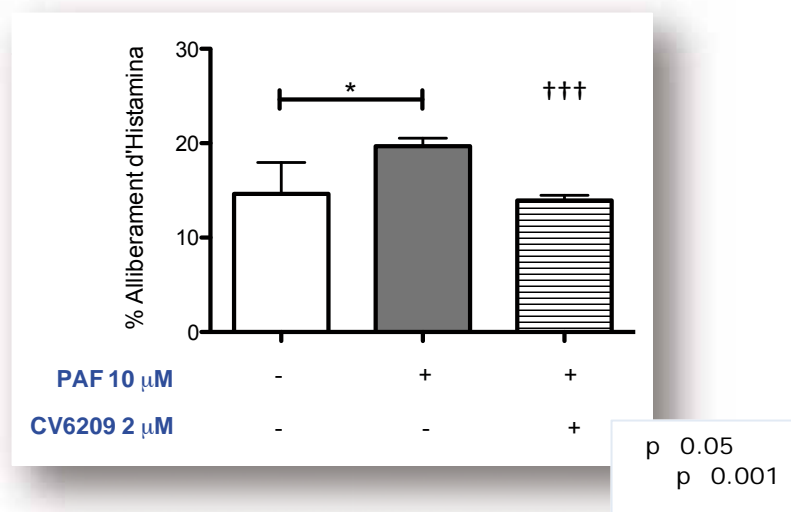 % Alliberament d'Histamina
30
20
10
0
*
†††
PAF 10 μM - + +
CV6209 2 μM - - +
p 0.05
p 0.001